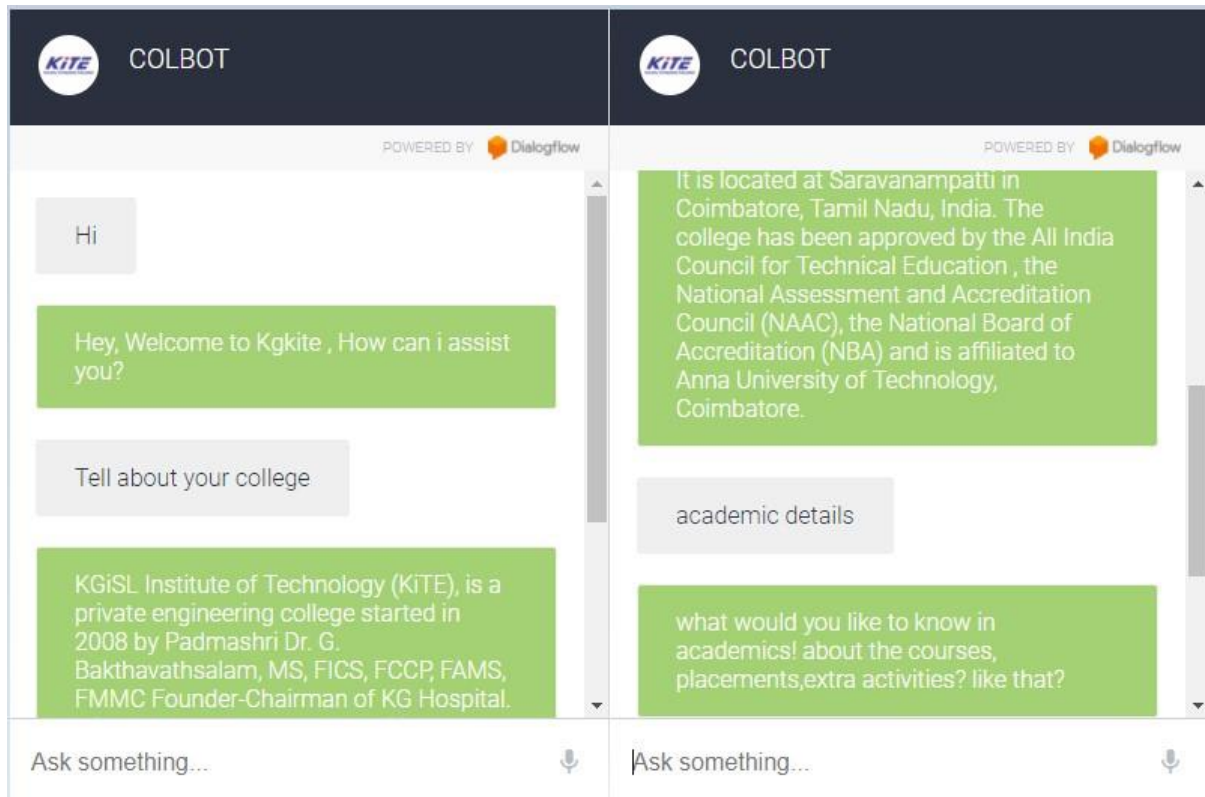 KiTE
COLBOT
POWERED BY Dialogflow
Hi
Hey, Welcome to Kgkite , How can i assist
you?
Tell about your college
KGiSL Institute of Technology (KiTE), is a
private engineering college started in
2008 by Padmashri Dr. G.
Bakthavathsalam, MS, FICS, FCCP, FAMS,
FMMC Founder-Chairman of KG Hospital.
Ask something...
KiTE
COLBOT
POWERED BY Dialogflow
It is located at Saravanampatti in
Coimbatore, Tamil Nadu, India. The
college has been approved by the All India
Council for Technical Education , the
National Assessment and Accreditation
Council (NAAC), the National Board of
Accreditation (NBA) and is affiliated to
Anna University of Technology,
Coimbatore.
academic details
what would you like to know in
academics! about the courses,
placements,extra activities? like that?
Ask something...